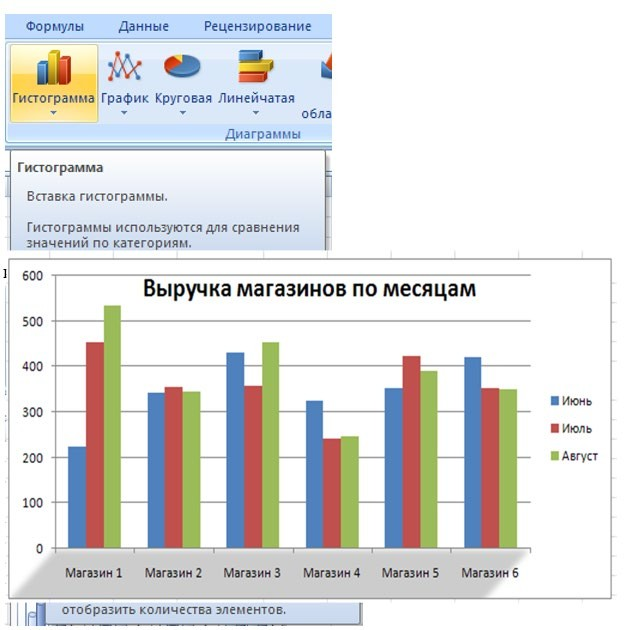 Формулы Данные Рецензирование
Гистограмма График Круговая Линейчатая
обла
Диаграммы
Гистограмма
Вставка гистограммы.
Гистограммы используются для сравнения
значений по категориям.
Выручка магазинов по месяцам
600
500
400
300
200
100
0
Июнь
Июль
Август
Магазин 1 Магазин 2 Магазин 3 Магазин 4 Магазин 5 Магазин 6
отобразить количества элементов.